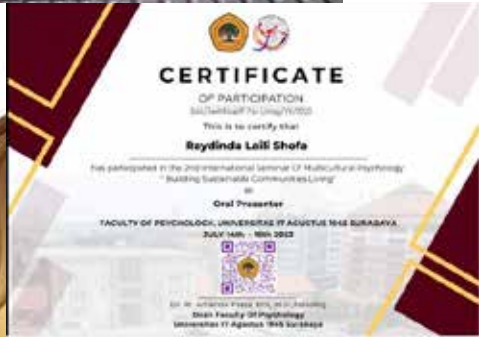 CERTIFICATE
OF PARTICIPATION
This is to certify that
Raydinda Laili Shofa
has participated in the 2nd International Seminar Of Multicultural Psychology
"Building Sustainable Communities Living"
as
Oral Presenter
FACULTY OF PSYCHOLOGY, UNIVERSITAS 17 AGUSTUS 1945 SURABAYA
JULY 14th - 2023
Dean Faculty Of Psychology
Universitas 17 Agustus 1945 Surabaya